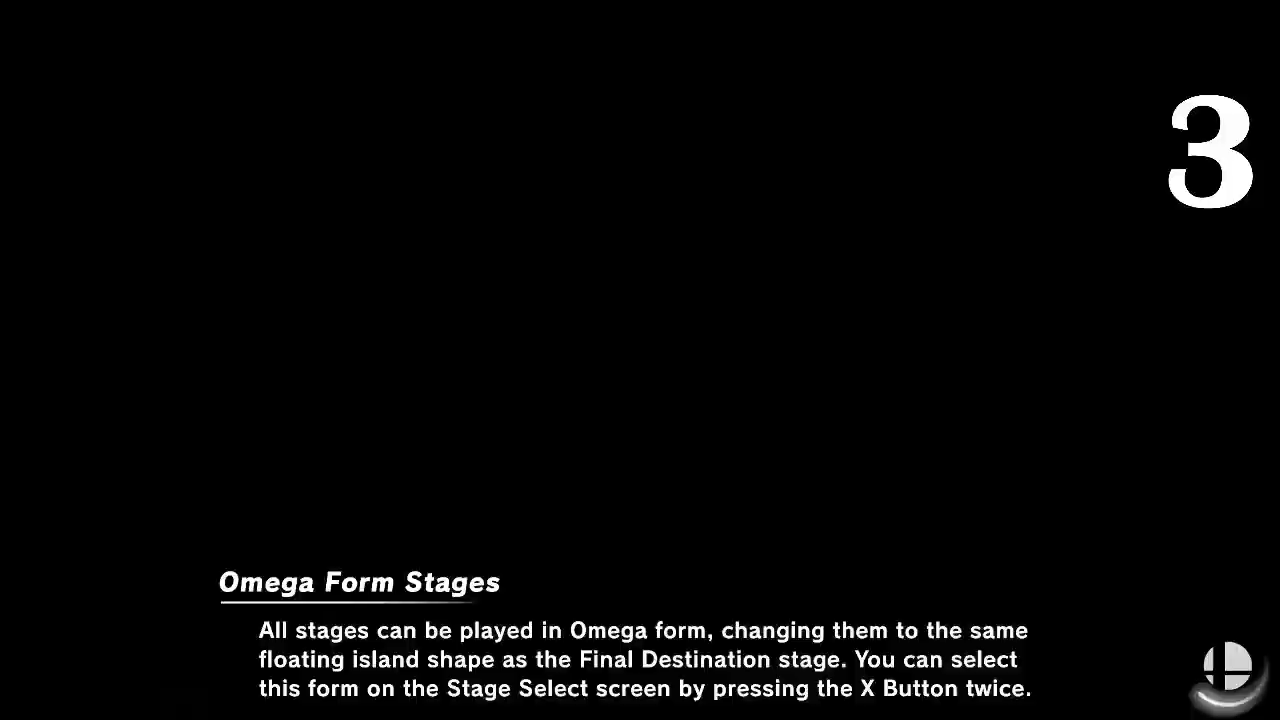 3
Omega Form Stages
All stages can be played in Omega form, changing them to the same
floating island shape as the Final Destination stage. You can select
this form on the Stage Select screen by pressing the X Button twice.